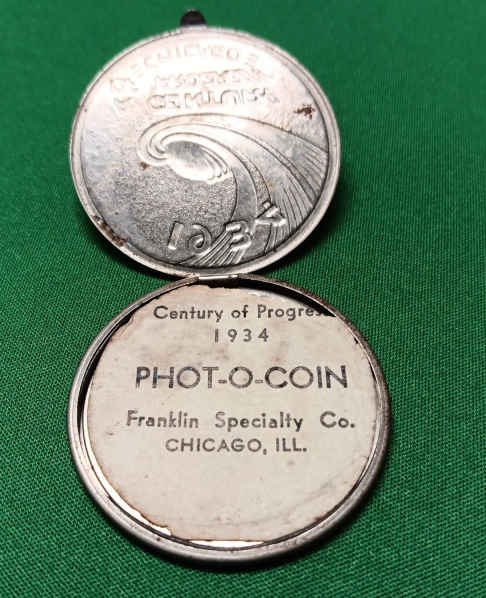 1934
Century of Progres
1934
PHOT-O-COIN
Franklin Specialty Co.
CHICAGO, ILL.